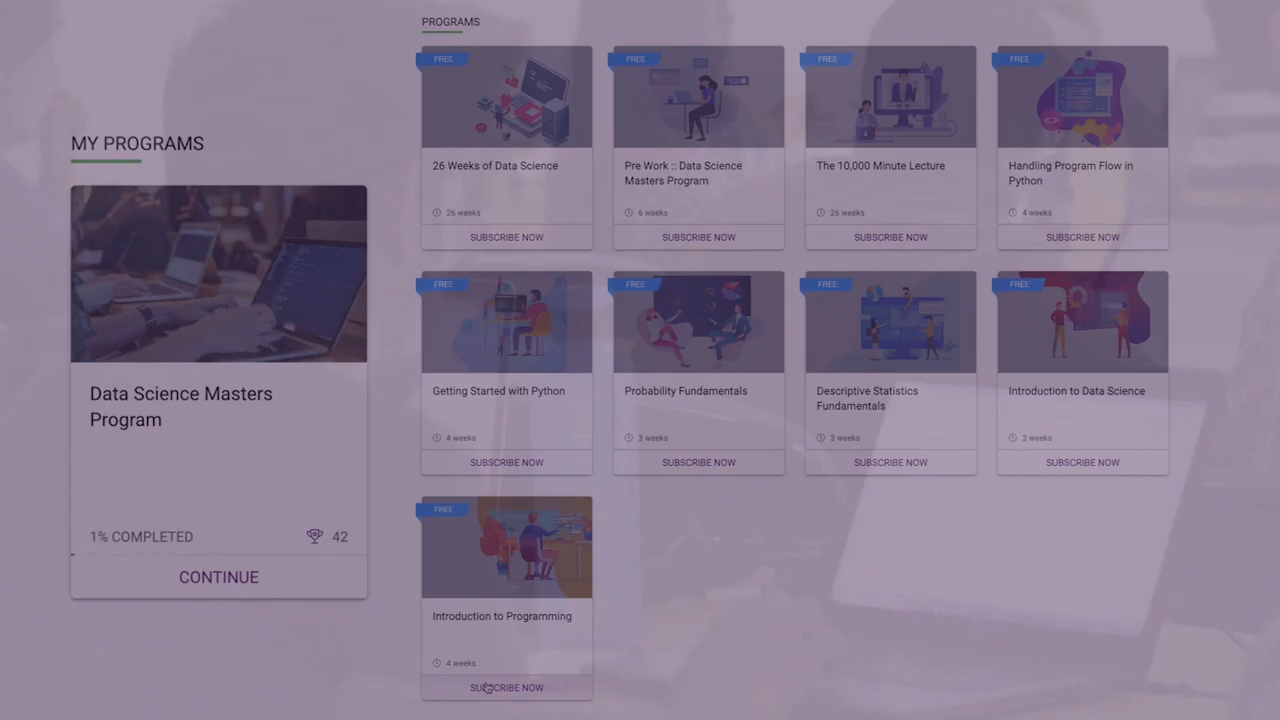 PROGRAMS
MY PROGRAMS
Data Science Masters
Program
1% COMPLETED
42
CONTINUE
FREE
26 Weeks of Data Science
26 weeks
SUBSCRIBE NOW
FREE
Pre Work :: Data Science
Masters Program
6 weeks
SUBSCRIBE NOW
FREE
The 10,000 Minute Lecture
26 weeks
SUBSCRIBE NOW
FREE
Handling Program Flow in
Python
4 weeks
SUBSCRIBE NOW
FREE
Getting Started with Python
4 weeks
SUBSCRIBE NOW
FREE
Probability Fundamentals
3 weeks
SUBSCRIBE NOW
FREE
Descriptive Statistics
Fundamentals
3 weeks
SUBSCRIBE NOW
FREE
Introduction to Data Science
3 weeks
SUBSCRIBE NOW
FREE
Introduction to Programming
4 weeks
SUBSCRIBE NOW